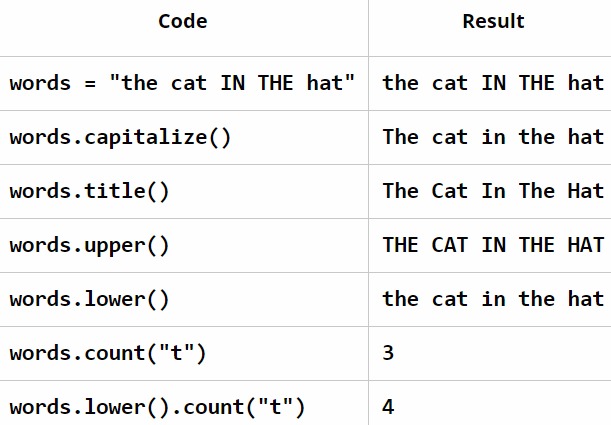 Code Result
words = "the cat IN THE hat" the cat IN THE hat
words.capitalize() The cat in the hat
words.title() The Cat In The Hat
words.upper() THE CAT IN THE HAT
words.lower() the cat in the hat
words.count("t") 3
words.lower().count("t") 4